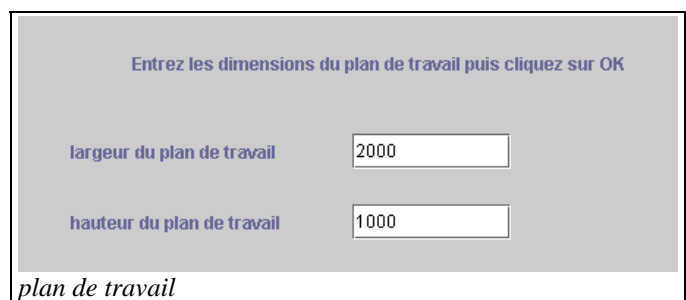 Entrez les dimensions du plan de travail puis cliquez sur OK
largeur du plan de travail 2000
hauteur du plan de travail 1000
plan de travail